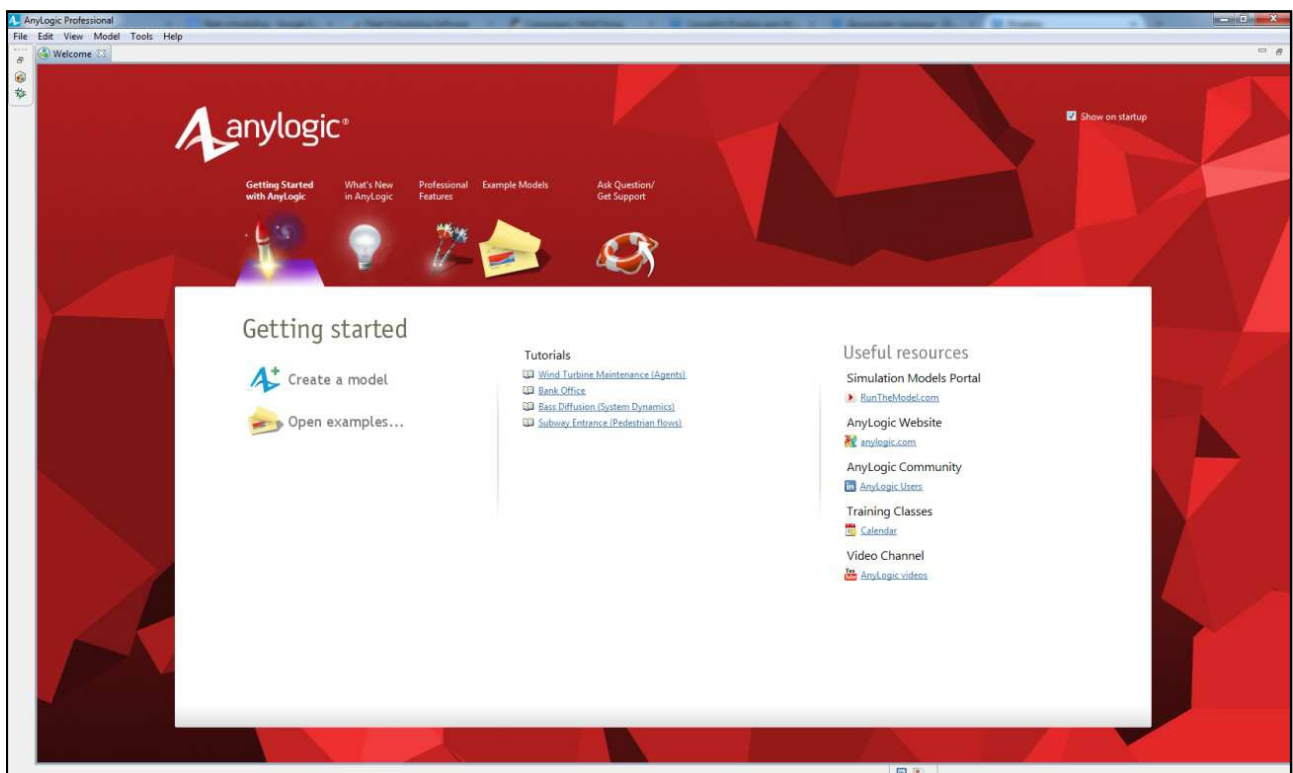 AnyLogic Professional
File Edit View Model Tools Help
Welcome
anylogic®
Show on startup
Getting Started
with AnyLogic
What's New
in AnyLogic
Professional
Features
Example Models
Ask Question/
Get Support
Getting started
Create a model
Open examples...
Tutorials
Wind Turbine Maintenance (Agents)
Bank Office
Bass Diffusion (System Dynamics)
Subway Entrance (Pedestrian flows)
Useful resources
Simulation Models Portal
RunTheModel.com
AnyLogic Website
anylogic.com
AnyLogic Community
AnyLogic Users
Training Classes
Calendar
Video Channel
AnyLogic videos